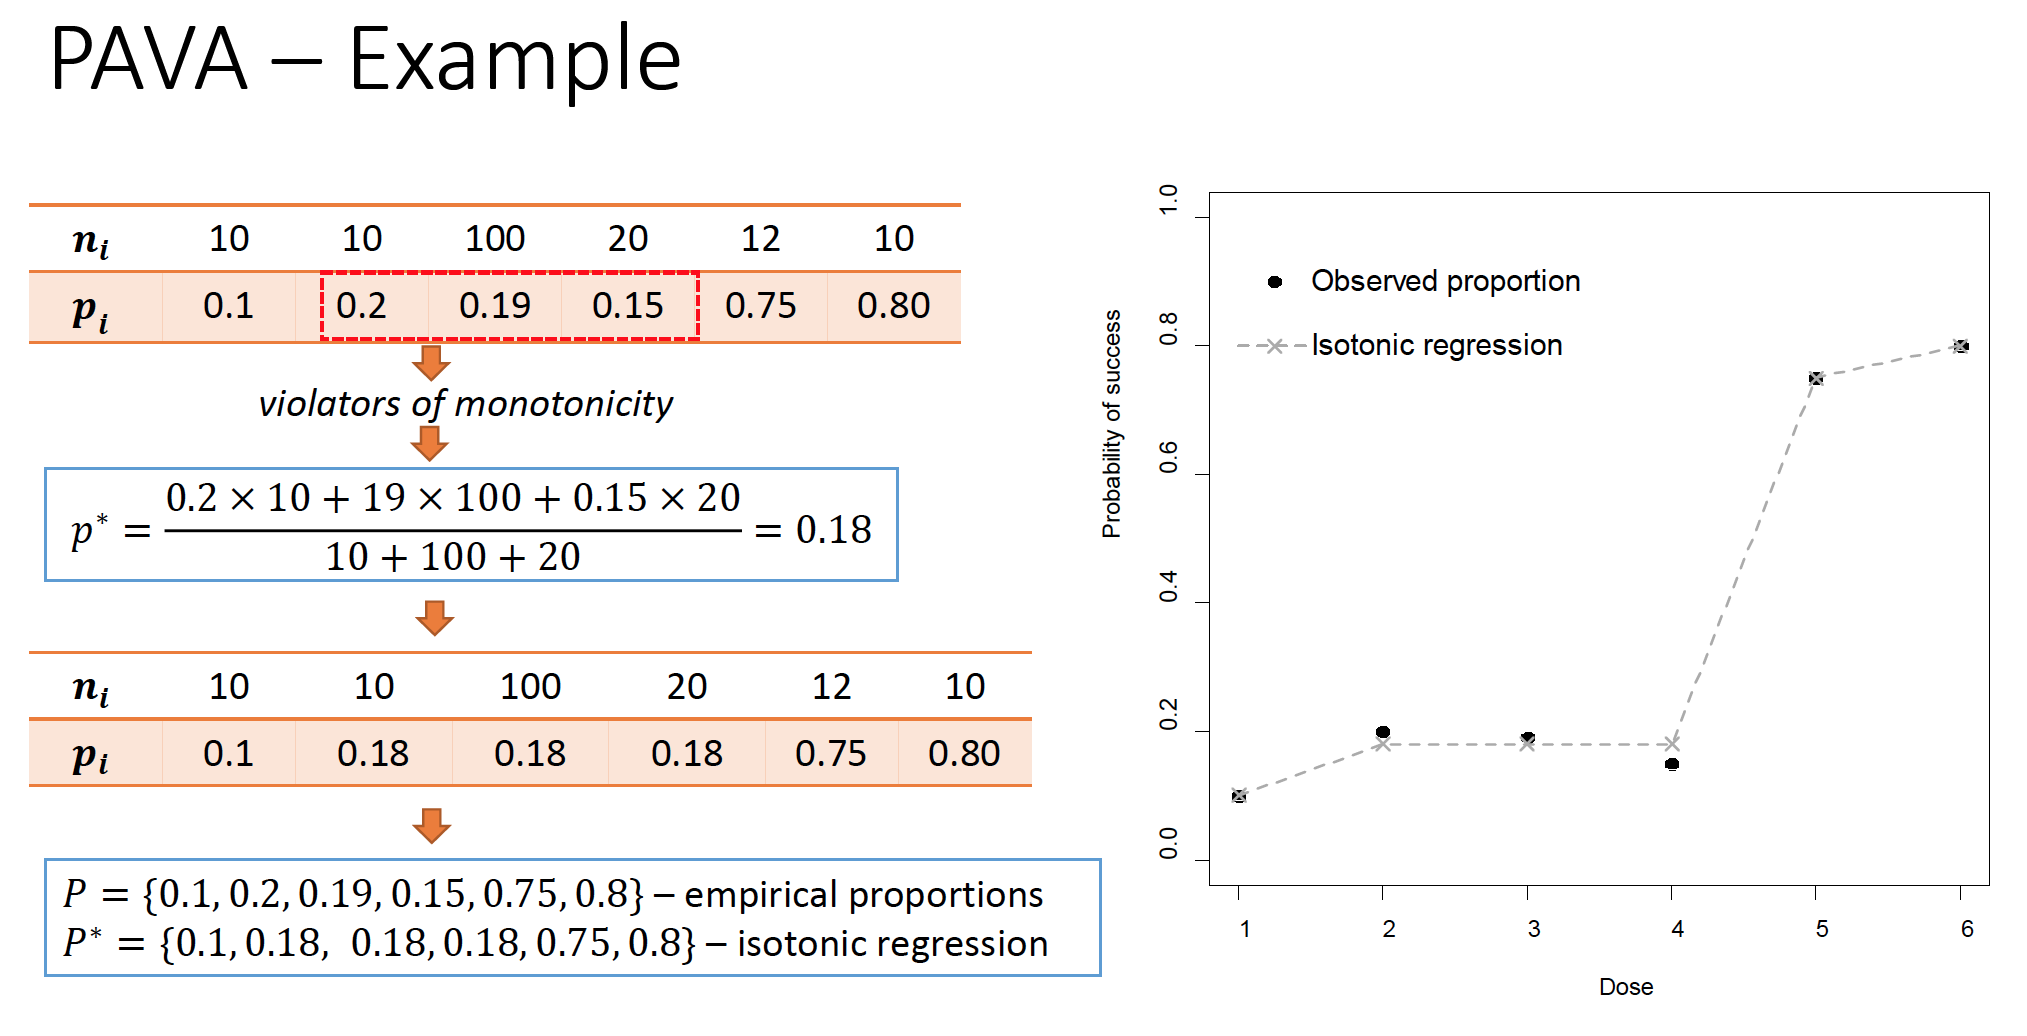 PAVA – Example
n_i 10 10 100 20 12 10
p_i 0.1 0.2 0.19 0.15 0.75 0.80
violators of monotonicity
p* = (0.2 × 10 + 19 × 100 + 0.15 × 20) / (10 + 100 + 20) = 0.18
n_i 10 10 100 20 12 10
p_i 0.1 0.18 0.18 0.18 0.75 0.80
P = {0.1, 0.2, 0.19, 0.15, 0.75, 0.8} – empirical proportions
P* = {0.1, 0.18, 0.18, 0.18, 0.75, 0.8} – isotonic regression
Observed proportion
Isotonic regression
Probability of success
1.0
0.8
0.6
0.4
0.2
0.0
1 2 3 4 5 6
Dose